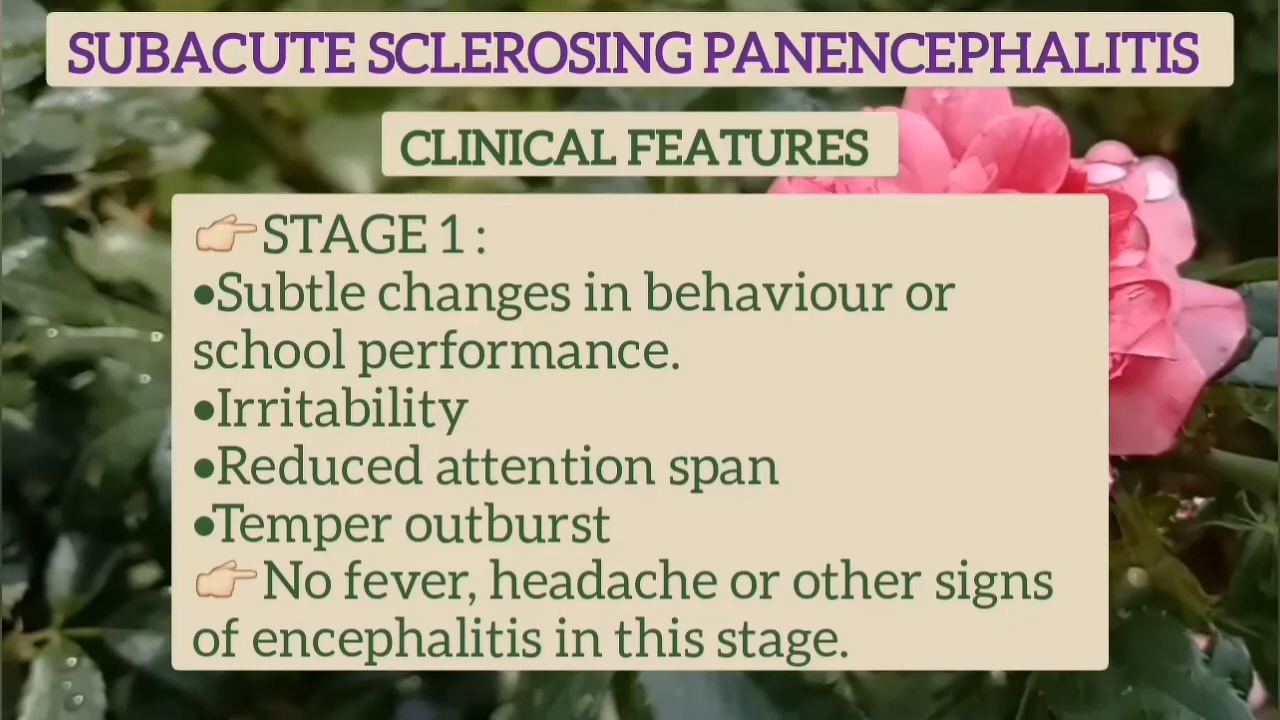 SUBACUTE SCLEROSING PANENCEPHALITIS
CLINICAL FEATURES
👉STAGE 1 :
•Subtle changes in behaviour or
school performance.
•Irritability
•Reduced attention span
•Temper outburst
👉No fever, headache or other signs
of encephalitis in this stage.